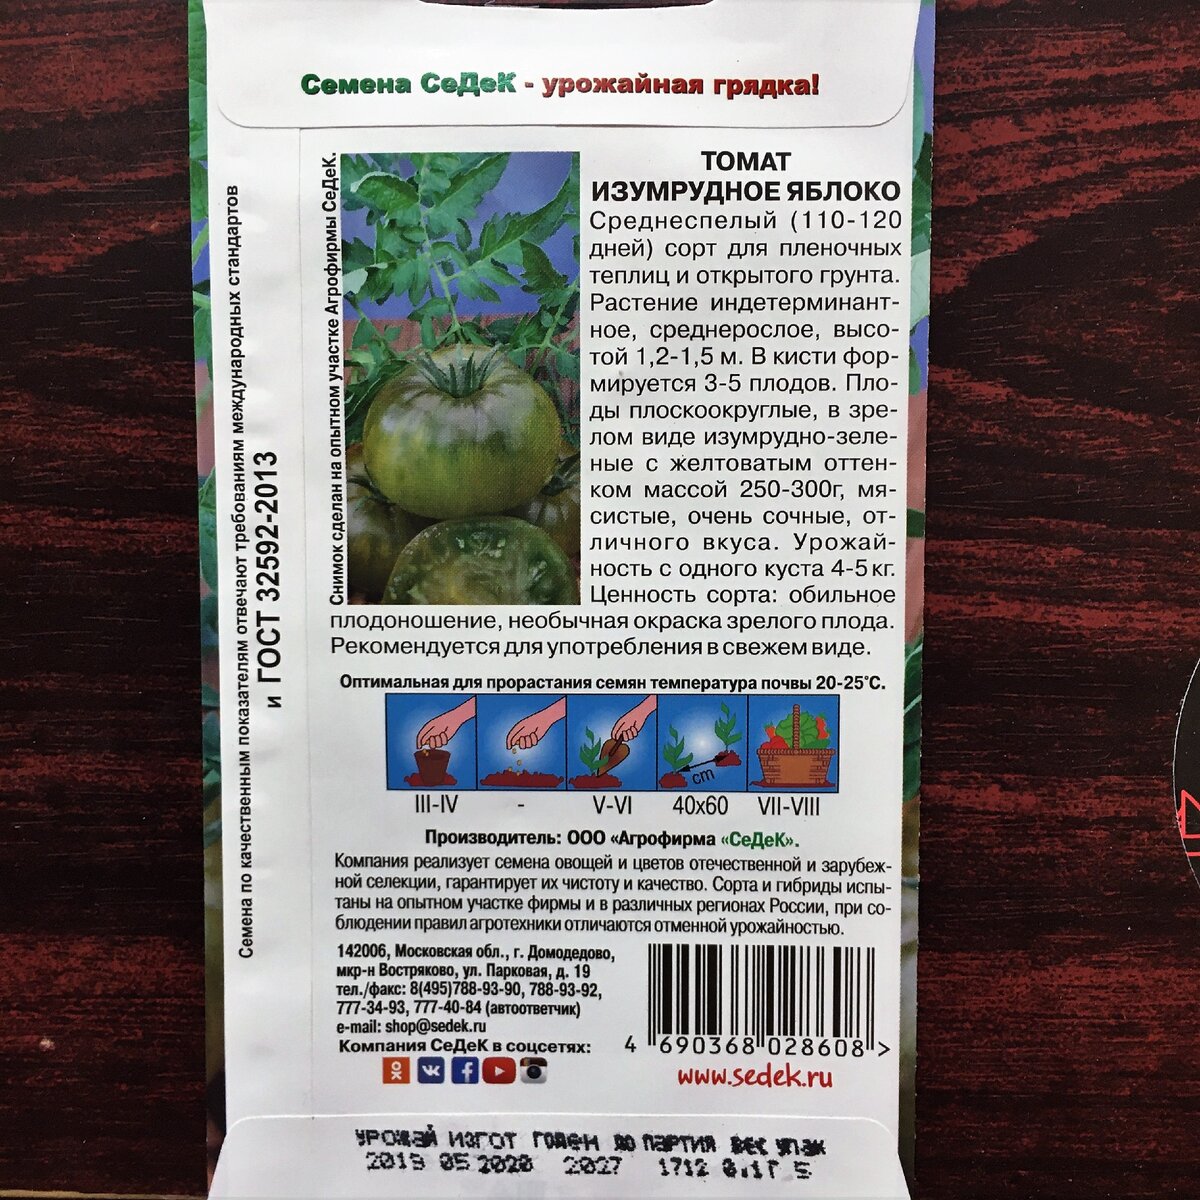 Семена СеДеК - урожайная грядка!
Семена по качественным показателям отвечают требованиям международных стандартов
и ГОСТ 32592-2013
Снимок сделан на опытном участке Агрофирмы СеДеК.
ТОМАТ
ИЗУМРУДНОЕ ЯБЛОКО
Среднеспелый (110-120
дней) сорт для пленочных
теплиц и открытого грунта.
Растение индетерминант-
ное, среднерослое, высо-
той 1,2-1,5 м. В кисти фор-
мируется 3-5 плодов. Пло-
ды плоскоокруглые, в зре-
лом виде изумрудно-зеле-
ные с желтоватым оттен-
ком массой 250-300г, мя-
систые, очень сочные, от-
личного вкуса. Урожай-
ность с одного куста 4-5 кг.
Ценность сорта: обильное
плодоношение, необычная окраска зрелого плода.
Рекомендуется для употребления в свежем виде.
Оптимальная для прорастания семян температура почвы 20-25°С.
cm
III-IV - V-VI 40x60 VII-VIII
Производитель: ООО «Агрофирма «СеДеК».
Компания реализует семена овощей и цветов отечественной и зарубеж-
ной селекции, гарантирует их чистоту и качество. Сорта и гибриды испы-
таны на опытном участке фирмы и в различных регионах России, при со-
блюдении правил агротехники отличаются отменной урожайностью.
142006, Московская обл., г. Домодедово,
мкр-н Востряково, ул. Парковая, д. 19
тел./факс: 8(495)788-93-90, 788-93-92,
777-34-93, 777-40-84 (автоответчик)
e-mail: shop@sedek.ru
Компания СеДеК в соцсетях:
4 690368 028608 >
www.sedek.ru
УРОЖАЙ ИЗГОТ ГОДЕН ДО ПАРТИЯ ВЕС УПАК
2019 05 2020 2027 1712 0.1Г 5